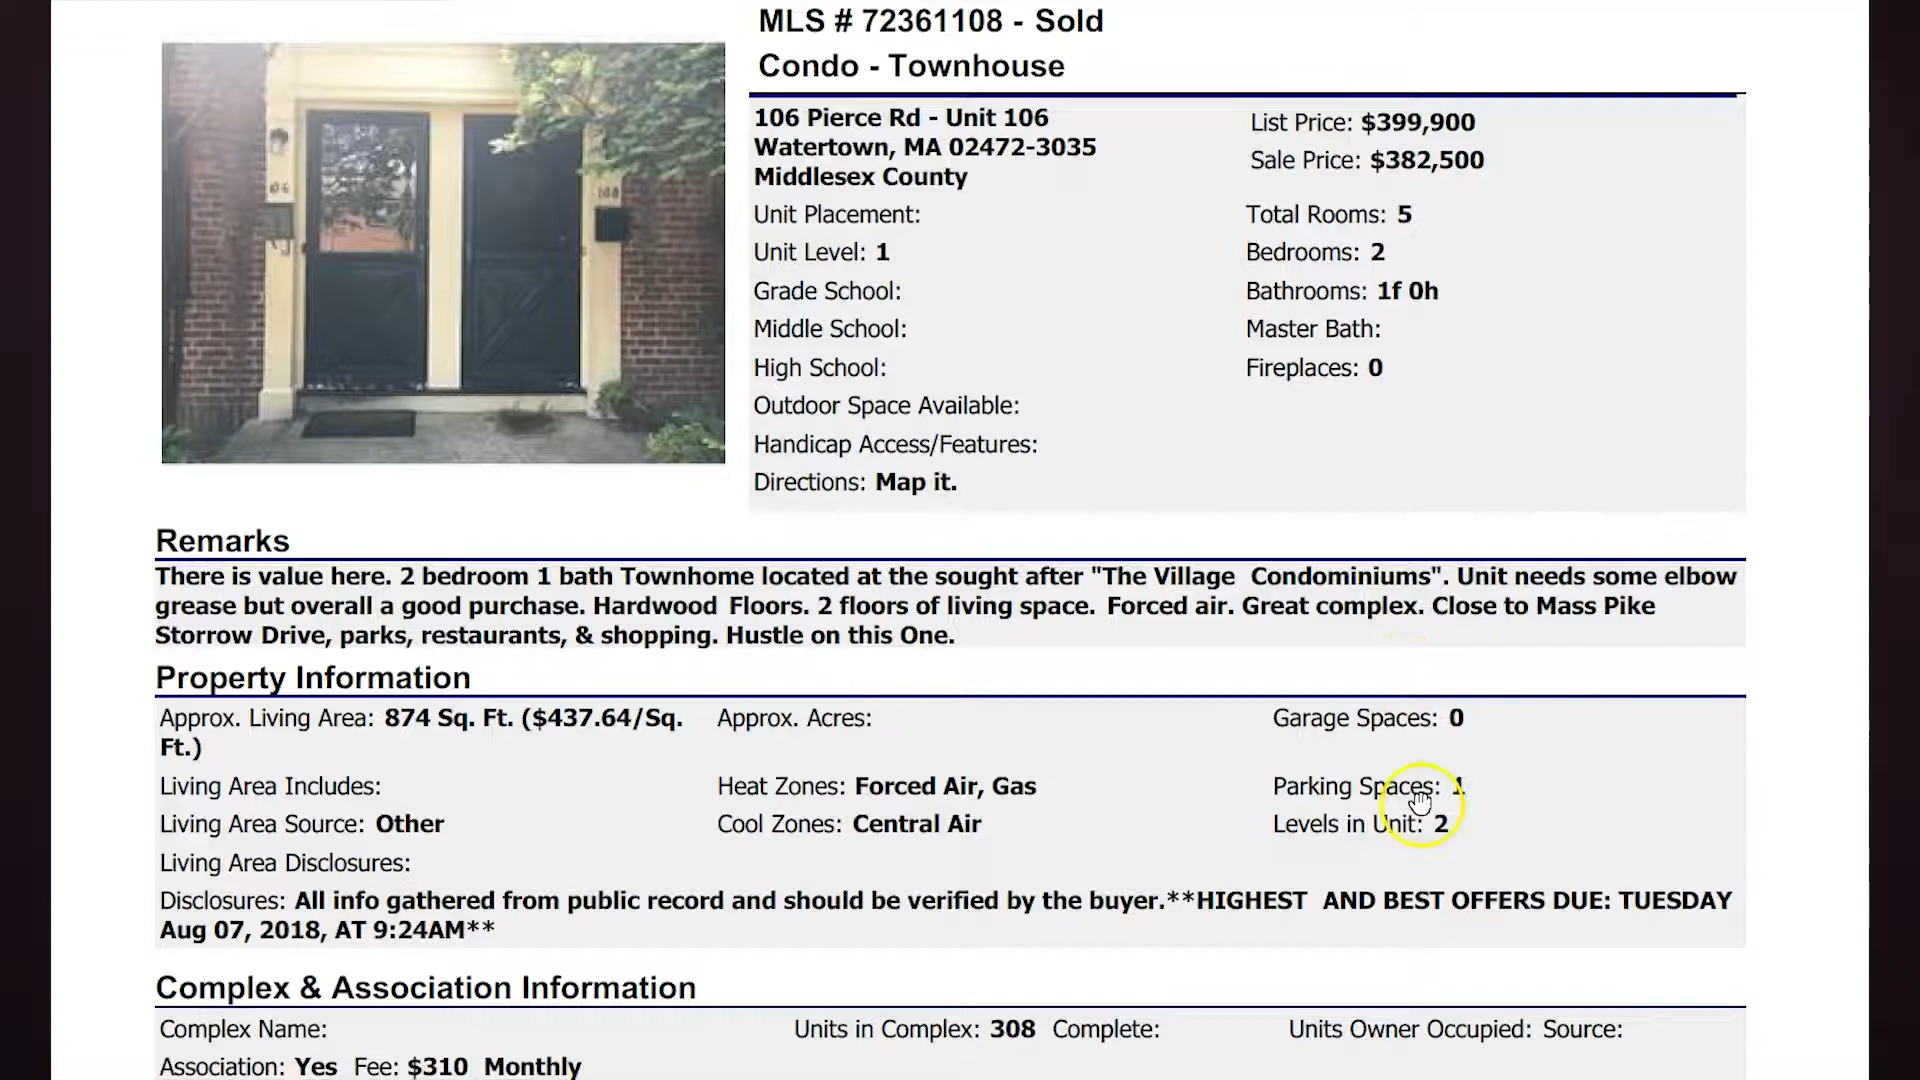 MLS # 72361108 - Sold
Condo - Townhouse
106
108
106 Pierce Rd - Unit 106
Watertown, MA 02472-3035
Middlesex County
List Price: $399,900
Sale Price: $382,500
Unit Placement:
Total Rooms: 5
Unit Level: 1
Bedrooms: 2
Grade School:
Bathrooms: 1f 0h
Middle School:
Master Bath:
High School:
Fireplaces: 0
Outdoor Space Available:
Handicap Access/Features:
Directions: Map it.
Remarks
There is value here. 2 bedroom 1 bath Townhome located at the sought after "The Village Condominiums". Unit needs some elbow
grease but overall a good purchase. Hardwood Floors. 2 floors of living space. Forced air. Great complex. Close to Mass Pike
Storrow Drive, parks, restaurants, & shopping. Hustle on this One.
Property Information
Approx. Living Area: 874 Sq. Ft. ($437.64/Sq.
Ft.)
Approx. Acres:
Garage Spaces: 0
Living Area Includes:
Heat Zones: Forced Air, Gas
Parking Spaces: 1
Living Area Source: Other
Cool Zones: Central Air
Levels in Unit: 2
Living Area Disclosures:
Disclosures: All info gathered from public record and should be verified by the buyer.**HIGHEST AND BEST OFFERS DUE: TUESDAY
Aug 07, 2018, AT 9:24AM**
Complex & Association Information
Complex Name:
Units in Complex: 308 Complete:
Units Owner Occupied: Source:
Association: Yes Fee: $310 Monthly